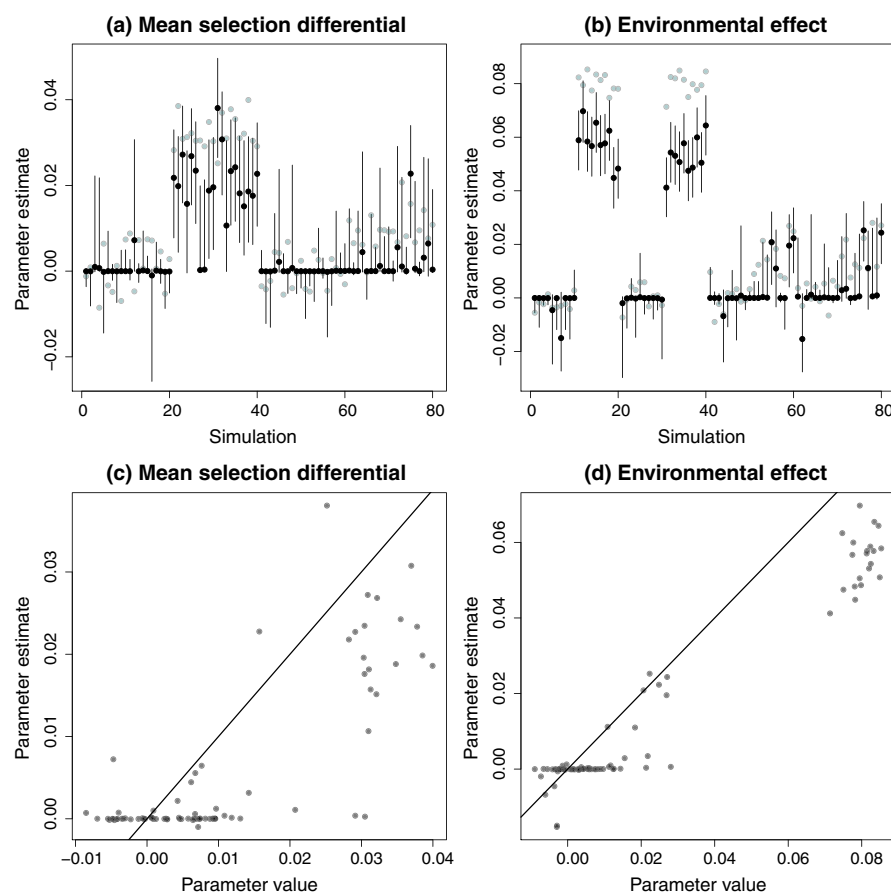 (a) Mean selection differential
(b) Environmental effect
Parameter estimate
−0.02 0.00 0.02 0.04
0 20 40 60 80
Simulation
Parameter estimate
−0.02 0.00 0.02 0.04 0.06 0.08
0 20 40 60 80
Simulation
(c) Mean selection differential
(d) Environmental effect
Parameter estimate
0.00 0.01 0.02 0.03
−0.01 0.00 0.01 0.02 0.03 0.04
Parameter value
Parameter estimate
0.00 0.02 0.04 0.06
0.00 0.02 0.04 0.06 0.08
Parameter value